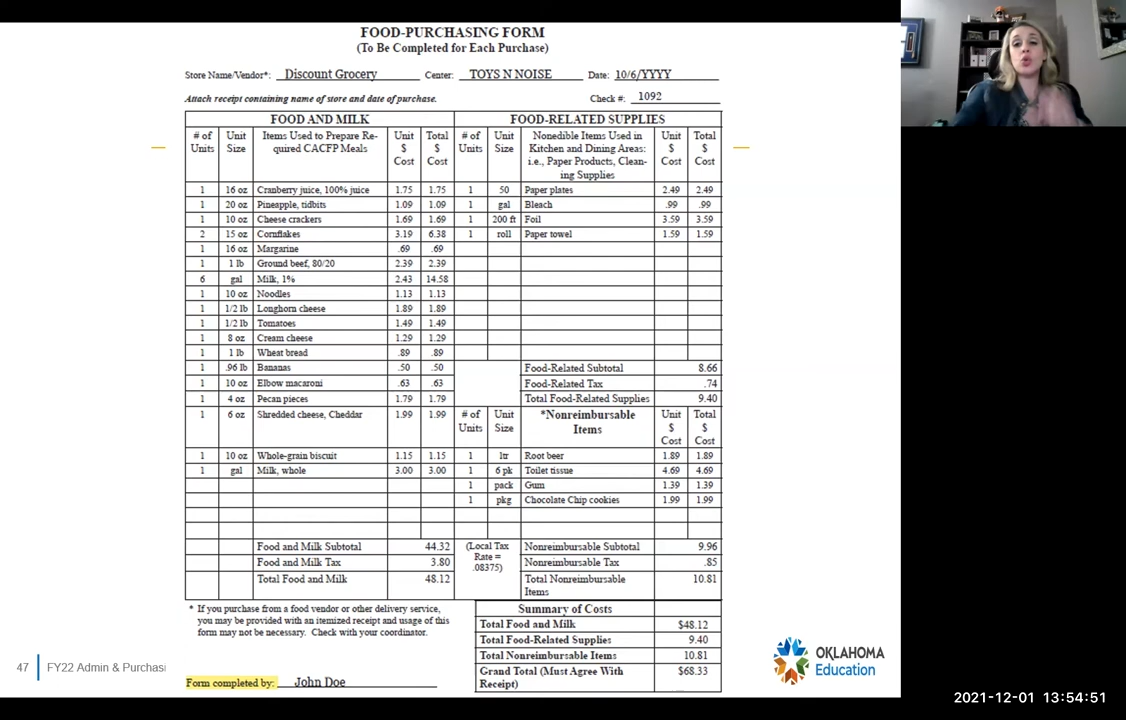 FOOD-PURCHASING FORM
(To Be Completed for Each Purchase)
Store Name/Vendor*: Discount Grocery Center: TOYS N NOISE Date: 10/6/YYYY
Attach receipt containing name of store and date of purchase. Check #: 1092
FOOD AND MILK
# of Units Unit Size Items Used to Prepare Re-
quired CACFP Meals Unit $ Cost Total $ Cost
1 16 oz Cranberry juice, 100% juice 1.75 1.75
1 20 oz Pineapple, tidbits 1.09 1.09
1 10 oz Cheese crackers 1.69 1.69
2 15 oz Cornflakes 3.19 6.38
1 16 oz Margarine .69 .69
1 1 lb Ground beef, 80/20 2.39 2.39
6 gal Milk, 1% 2.43 14.58
1 10 oz Noodles 1.13 1.13
1 1/2 lb Longhorn cheese 1.89 1.89
1 1/2 lb Tomatoes 1.49 1.49
1 8 oz Cream cheese 1.29 1.29
1 1 lb Wheat bread .89 .89
1 .96 lb Bananas .50 .50
1 10 oz Elbow macaroni .63 .63
1 4 oz Pecan pieces 1.79 1.79
1 6 oz Shredded cheese, Cheddar 1.99 1.99
1 10 oz Whole-grain biscuit 1.15 1.15
1 gal Milk, whole 3.00 3.00
Food and Milk Subtotal 44.32
Food and Milk Tax 3.80
Total Food and Milk 48.12
FOOD-RELATED SUPPLIES
# of Units Unit Size Nonedible Items Used in
Kitchen and Dining Areas:
i.e., Paper Products, Clean-
ing Supplies Unit $ Cost Total $ Cost
1 50 Paper plates 2.49 2.49
1 gal Bleach .99 .99
1 200 ft Foil 3.59 3.59
1 roll Paper towel 1.59 1.59
Food-Related Subtotal 8.66
Food-Related Tax .74
Total Food-Related Supplies 9.40
# of Units Unit Size *Nonreimbursable
Items Unit $ Cost Total $ Cost
1 ltr Root beer 1.89 1.89
1 6 pk Toilet tissue 4.69 4.69
1 pack Gum 1.39 1.39
1 pkg Chocolate Chip cookies 1.99 1.99
(Local Tax
Rate =
.08375)
Nonreimbursable Subtotal 9.96
Nonreimbursable Tax .85
Total Nonreimbursable
Items 10.81
* If you purchase from a food vendor or other delivery service,
you may be provided with an itemized receipt and usage of this
form may not be necessary. Check with your coordinator.
Summary of Costs
Total Food and Milk $48.12
Total Food-Related Supplies 9.40
Total Nonreimbursable Items 10.81
Grand Total (Must Agree With
Receipt) $68.33
Form completed by: John Doe
47 FY22 Admin & Purchasi
OKLAHOMA
Education
2021-12-01 13:54:51